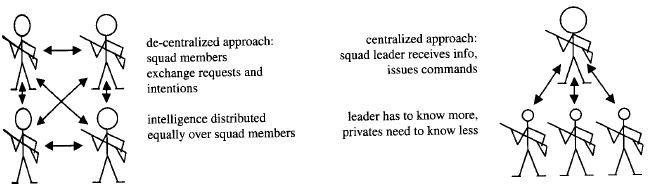 de-centralized approach:
squad members
exchange requests and
intentions
intelligence distributed
equally over squad members
centralized approach:
squad leader receives info,
issues commands
leader has to know more,
privates need to know less